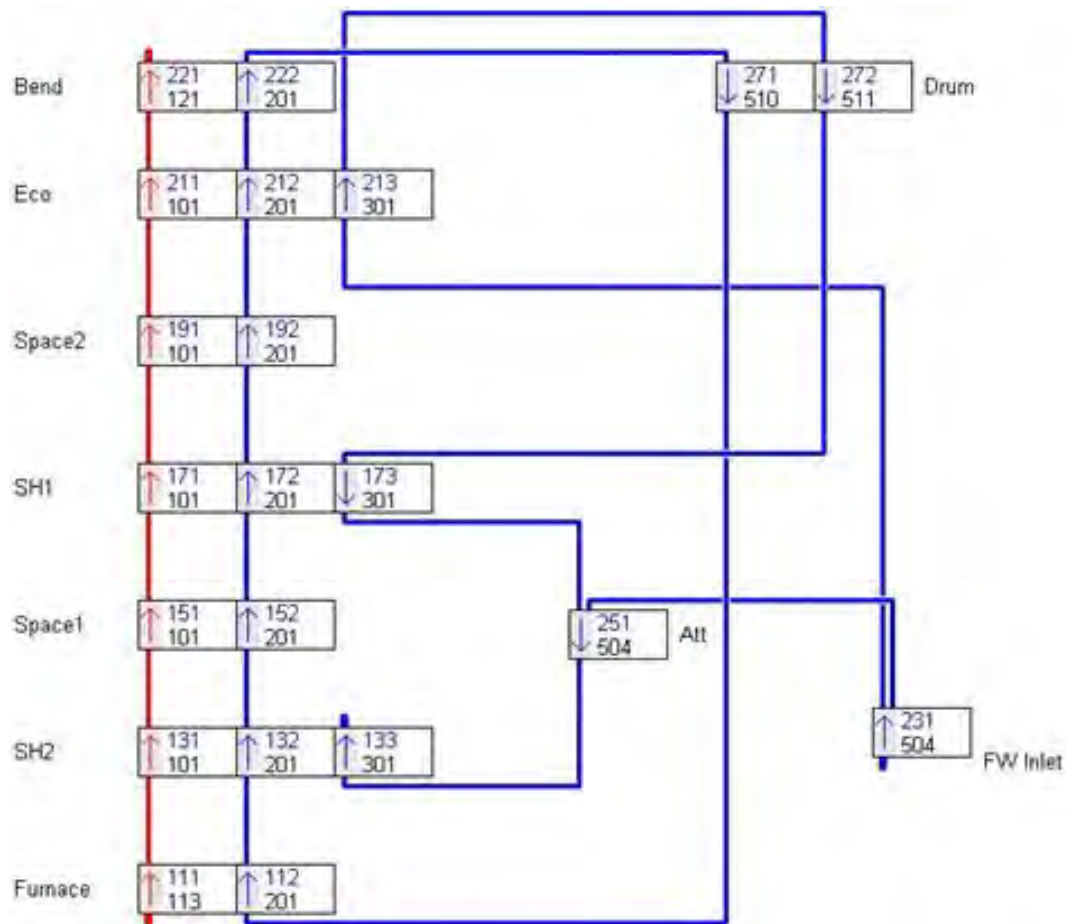 Bend 221 222 271 272 Drum
121 201 510 511
Eco 211 212 213
101 201 301
Space2 191 192
101 201
SH1 171 172 173
101 201 301
Space1 151 152 251 Att
101 201 504
SH2 131 132 133 231
101 201 301 504 FW Inlet
Furnace 111 112
113 201